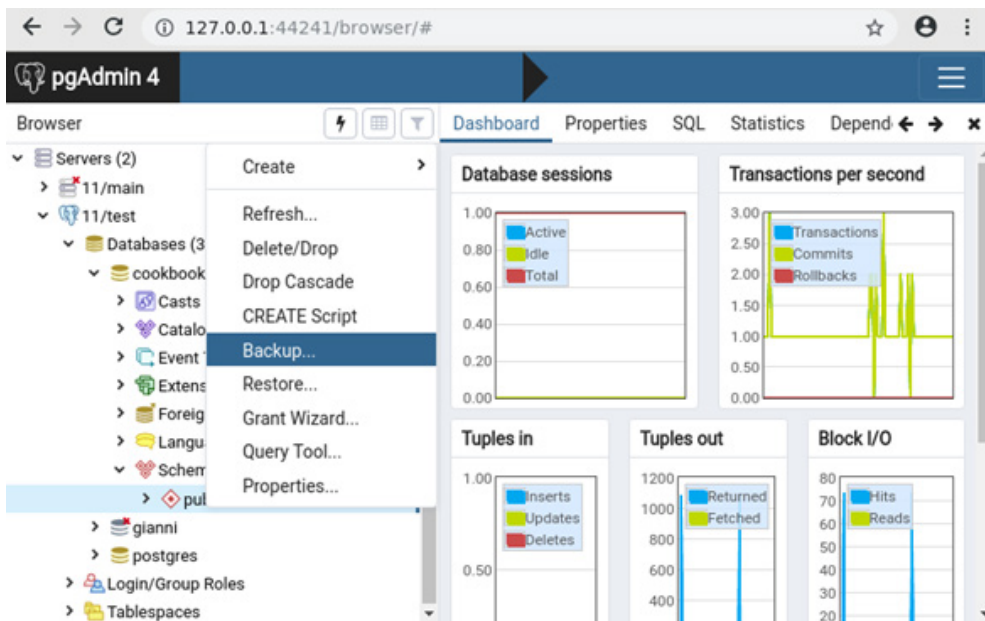 127.0.0.1:44241/browser/#
pgAdmin 4
Browser
Dashboard Properties SQL Statistics Depend
Servers (2)
11/main
11/test
Databases (3
cookbook
Casts
Catalo
Event
Extens
Foreig
Langu
Schem
pub
gianni
postgres
Login/Group Roles
Tablespaces
Create
Refresh...
Delete/Drop
Drop Cascade
CREATE Script
Backup...
Restore...
Grant Wizard...
Query Tool...
Properties...
Database sessions
1.00
0.80
0.60
0.40
0.20
0.00
Active
Idle
Total
Transactions per second
3.00
2.50
2.00
1.50
1.00
0.50
0.00
Transactions
Commits
Rollbacks
Tuples in
1.00
0.50
Inserts
Updates
Deletes
Tuples out
1200
1000
800
600
400
Returned
Fetched
Block I/O
80
70
60
50
40
30
20
Hits
Reads